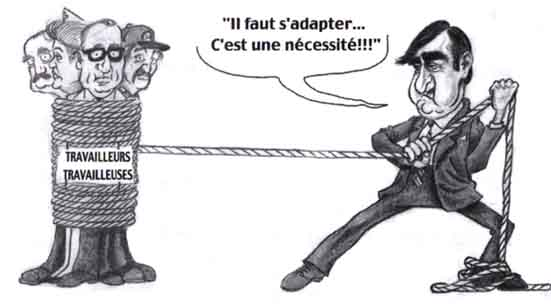 "Il faut s'adapter...
C'est une nécessité!!!"
TRAVAILLEURS
TRAVAILLEUSES